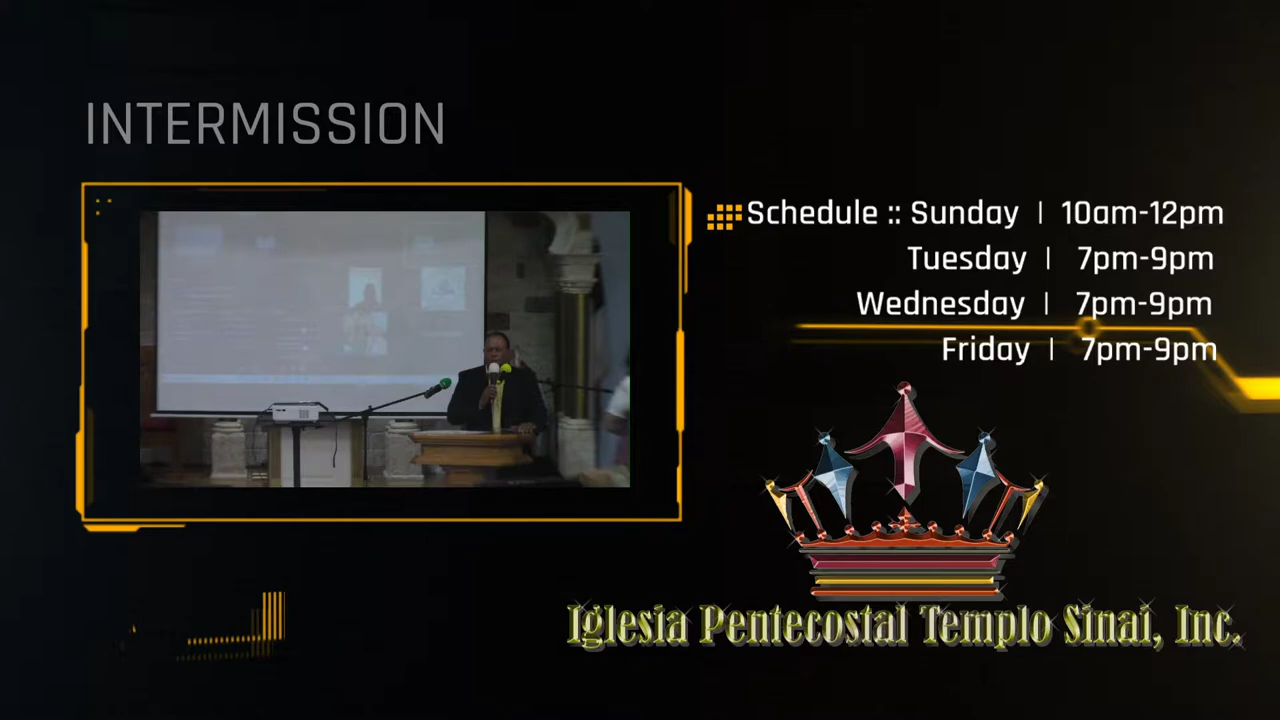 INTERMISSION
Schedule :: Sunday | 10am-12pm
Tuesday | 7pm-9pm
Wednesday | 7pm-9pm
Friday | 7pm-9pm
Iglesia Pentecostal Templo Sinai, Inc.